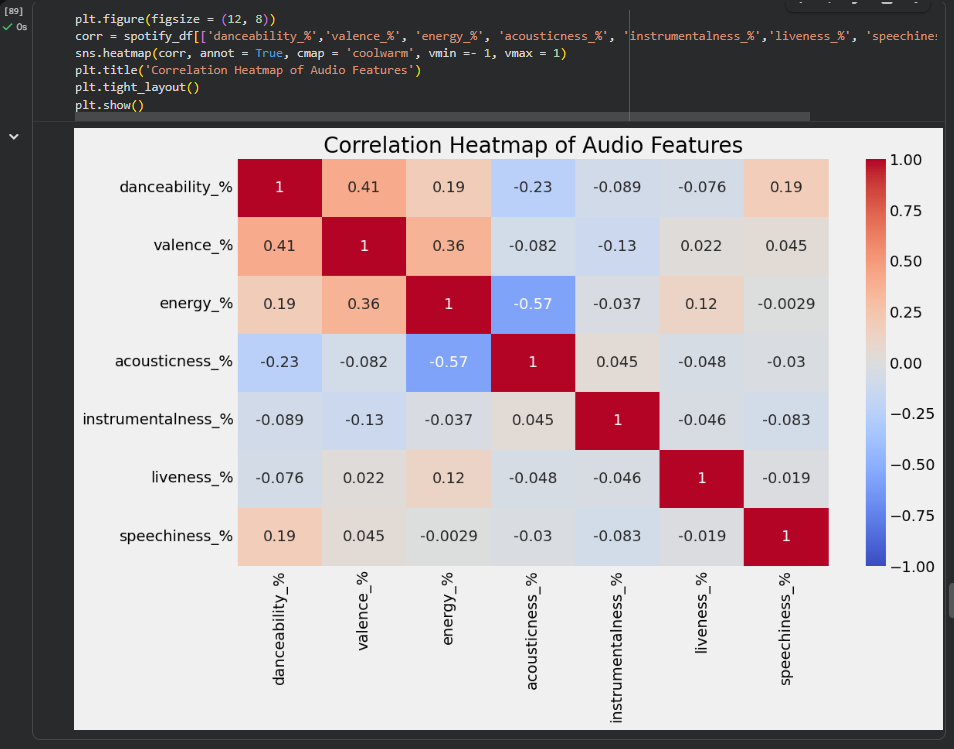 [89]
0s
plt.figure(figsize = (12, 8))
corr = spotify_df[['danceability_%','valence_%', 'energy_%', 'acousticness_%', 'instrumentalness_%','liveness_%', 'speechines
sns.heatmap(corr, annot = True, cmap = 'coolwarm', vmin =- 1, vmax = 1)
plt.title('Correlation Heatmap of Audio Features')
plt.tight_layout()
plt.show()
Correlation Heatmap of Audio Features
danceability_% 1 0.41 0.19 -0.23 -0.089 -0.076 0.19
valence_% 0.41 1 0.36 -0.082 -0.13 0.022 0.045
energy_% 0.19 0.36 1 -0.57 -0.037 0.12 -0.0029
acousticness_% -0.23 -0.082 -0.57 1 0.045 -0.048 -0.03
instrumentalness_% -0.089 -0.13 -0.037 0.045 1 -0.046 -0.083
liveness_% -0.076 0.022 0.12 -0.048 -0.046 1 -0.019
speechiness_% 0.19 0.045 -0.0029 -0.03 -0.083 -0.019 1
danceability_%
valence_%
energy_%
acousticness_%
instrumentalness_%
liveness_%
speechiness_%
1.00
0.75
0.50
0.25
0.00
−0.25
−0.50
−0.75
−1.00